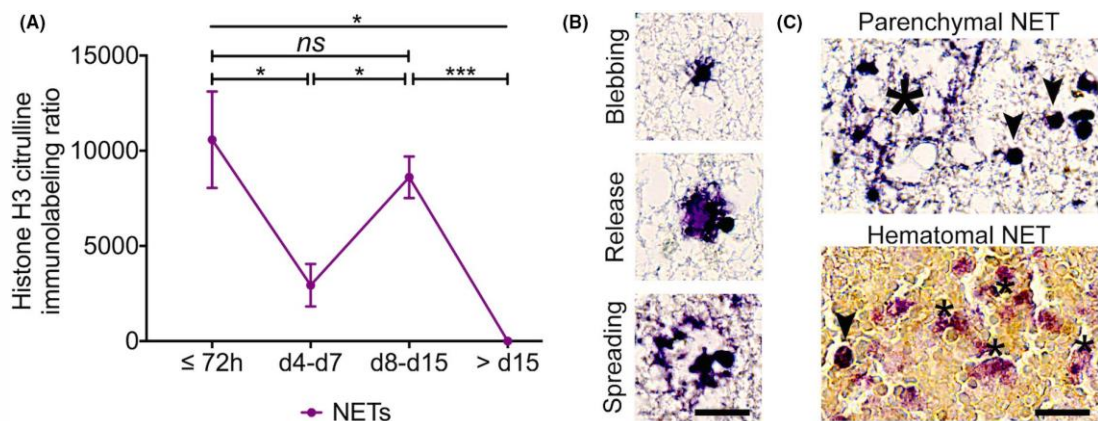 (A)
*
ns
* * ***
Histone H3 citrulline
immunolabeling ratio
15000
10000
5000
0
≤ 72h d4-d7 d8-d15 > d15
NETs
(B)
Blebbing
Release
Spreading
(C)
Parenchymal NET
*
Hematomal NET
* * * *